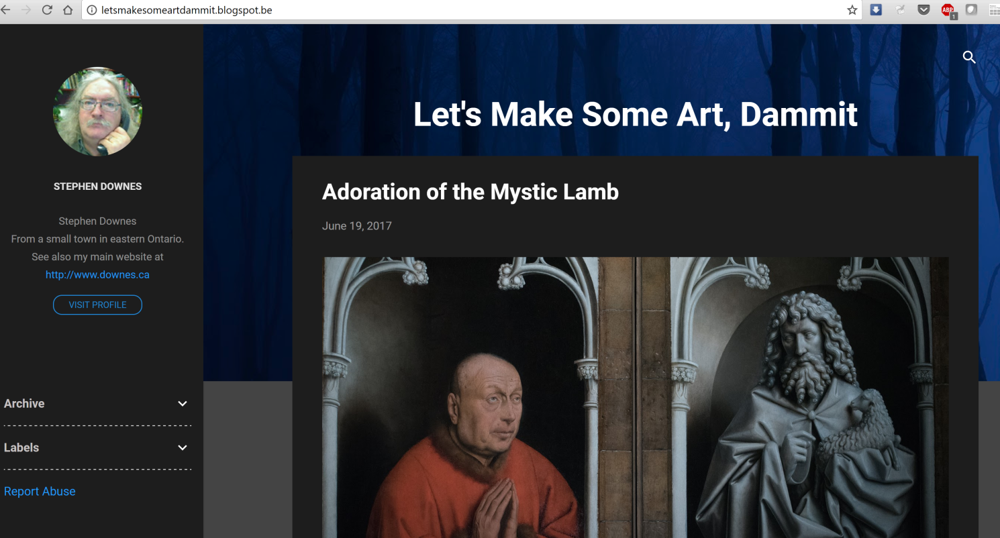 letsmakesomeartdammit.blogspot.be
ABP
1
STEPHEN DOWNES
Stephen Downes
From a small town in eastern Ontario.
See also my main website at
http://www.downes.ca
VISIT PROFILE
Archive
Labels
Report Abuse
Let's Make Some Art, Dammit
Adoration of the Mystic Lamb
June 19, 2017